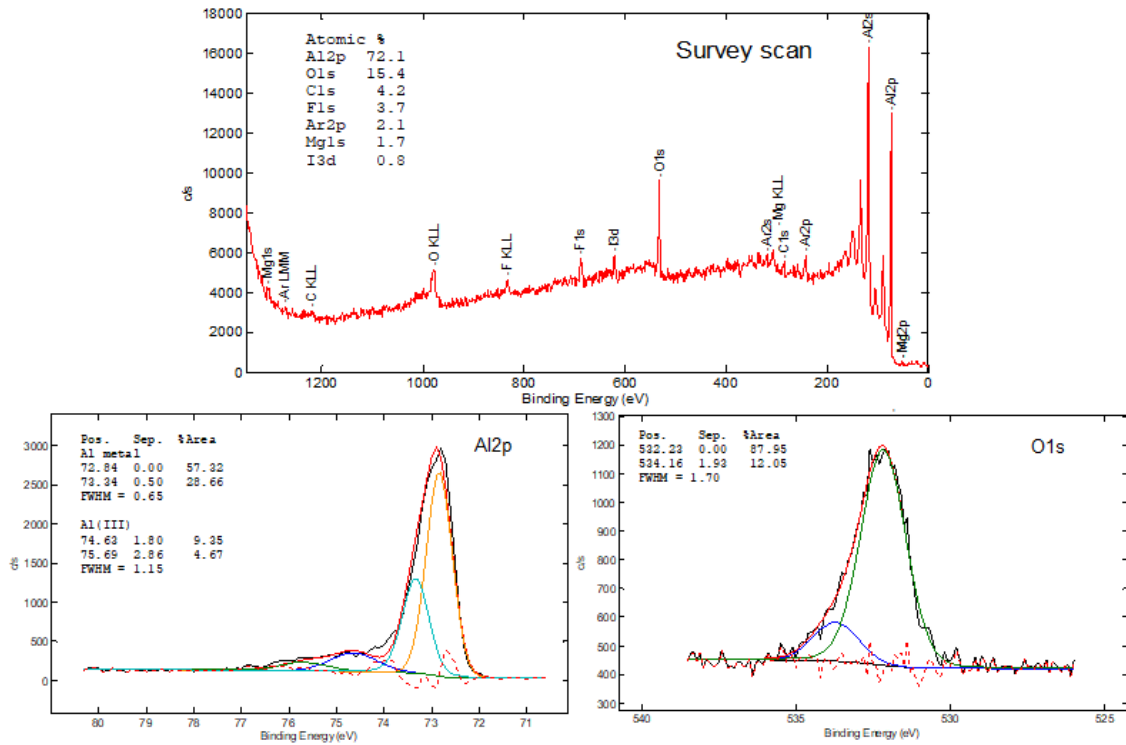 Survey scan
Atomic %
Al2p 72.1
O1s 15.4
C1s 4.2
F1s 3.7
Ar2p 2.1
Mg1s 1.7
I3d 0.8
18000
16000
14000
12000
10000
8000
6000
4000
2000
0
c/s
-Mg1s
-Ar LMM
-C KLL
-O KLL
-F KLL
-F1s
-I3d
-O1s
-Ar2s
-Mg KLL
-C1s
-Ar2p
-Al2s
-Al2p
-Mg2p
1200 1000 800 600 400 200 0
Binding Energy (eV)
Al2p
Pos. Sep. %Area
Al metal
72.84 0.00 57.32
73.34 0.50 28.66
FWHM = 0.65
Al(III)
74.63 1.80 9.35
75.69 2.86 4.67
FWHM = 1.15
3000
2500
2000
1500
1000
500
0
c/s
80 79 78 77 76 75 74 73 72 71
Binding Energy (eV)
O1s
Pos. Sep. %Area
532.23 0.00 87.95
534.16 1.93 12.05
FWHM = 1.70
1300
1200
1100
1000
900
800
700
600
500
400
300
c/s
540 535 530 525
Binding Energy (eV)